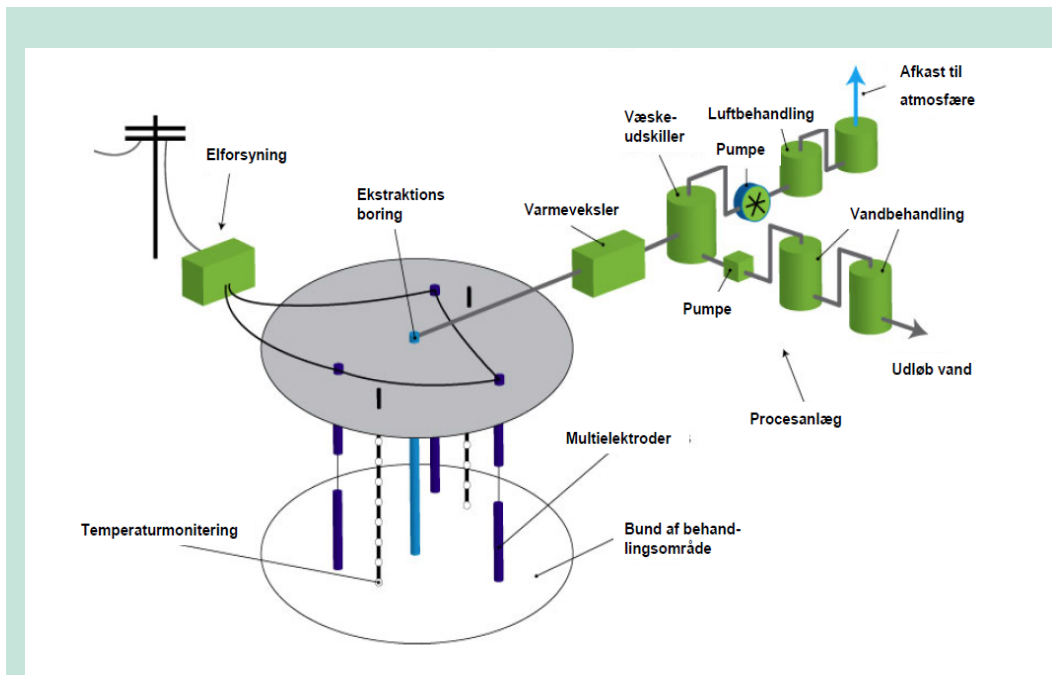 Afkast til
atmosfære
Luftbehandling
Væske-
udskiller
Pumpe
Elforsyning
Ekstraktions
boring
Varmeveksler
Vandbehandling
Pumpe
Udløb vand
Procesanlæg
Multielektroder s
Temperaturmonitering
Bund af behand-
lingsområde